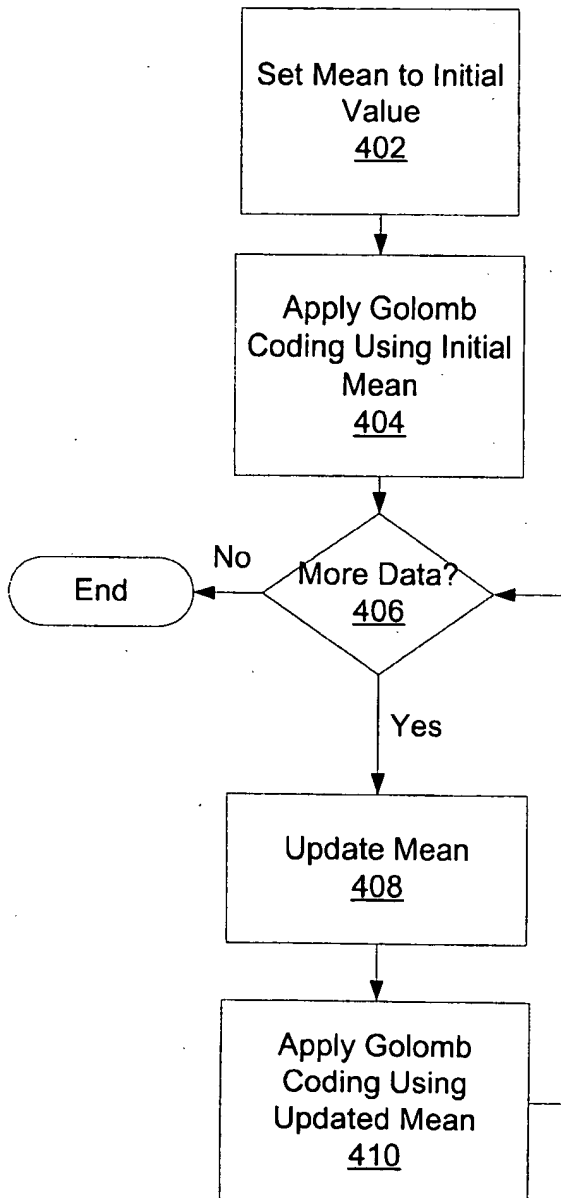 Set Mean to Initial
Value
402
Apply Golomb
Coding Using Initial
Mean
404
No
End
More Data?
406
Yes
Update Mean
408
Apply Golomb
Coding Using
Updated Mean
410